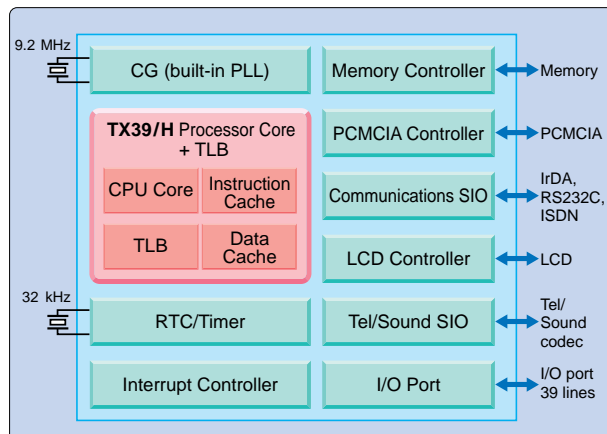 9.2 MHz
CG (built-in PLL)
Memory Controller
Memory
TX39/H Processor Core
+ TLB
CPU Core
Instruction
Cache
TLB
Data
Cache
PCMCIA Controller
PCMCIA
Communications SIO
IrDA,
RS232C,
ISDN
LCD Controller
LCD
32 kHz
RTC/Timer
Tel/Sound SIO
Tel/
Sound
codec
Interrupt Controller
I/O Port
I/O port
39 lines